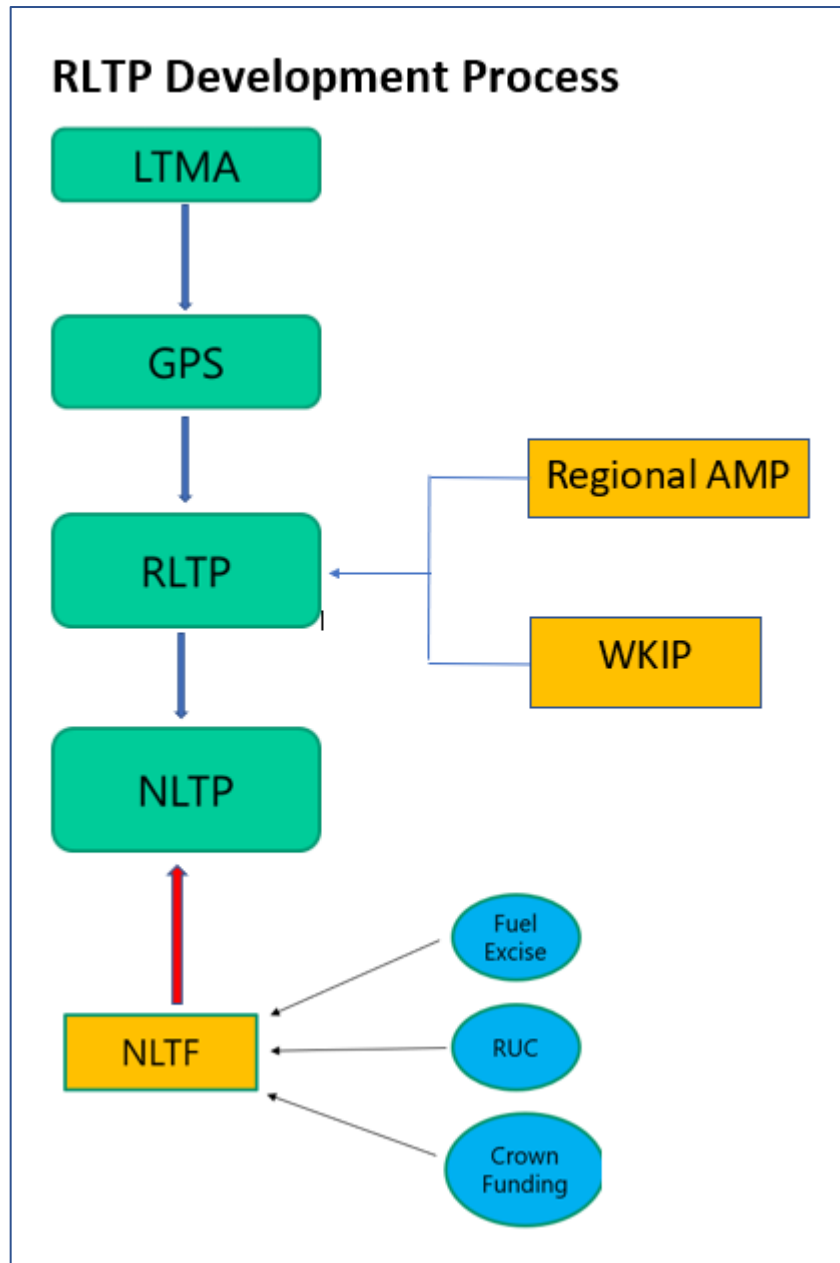 RLTP Development Process
LTMA
GPS
RLTP
Regional AMP
WKIP
NLTP
NLTF
Fuel
Excise
RUC
Crown
Funding